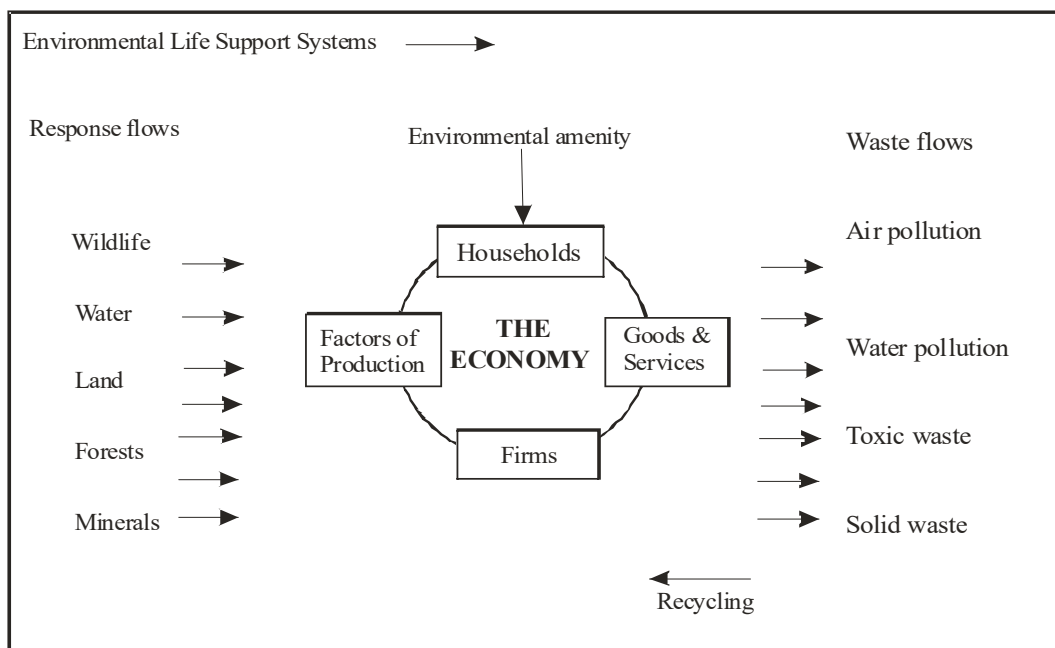 Environmental Life Support Systems
Response flows
Environmental amenity
Waste flows
Wildlife
Households
Air pollution
Water
Factors of
Production
THE
ECONOMY
Goods &
Services
Water pollution
Land
Forests
Firms
Toxic waste
Minerals
Solid waste
Recycling